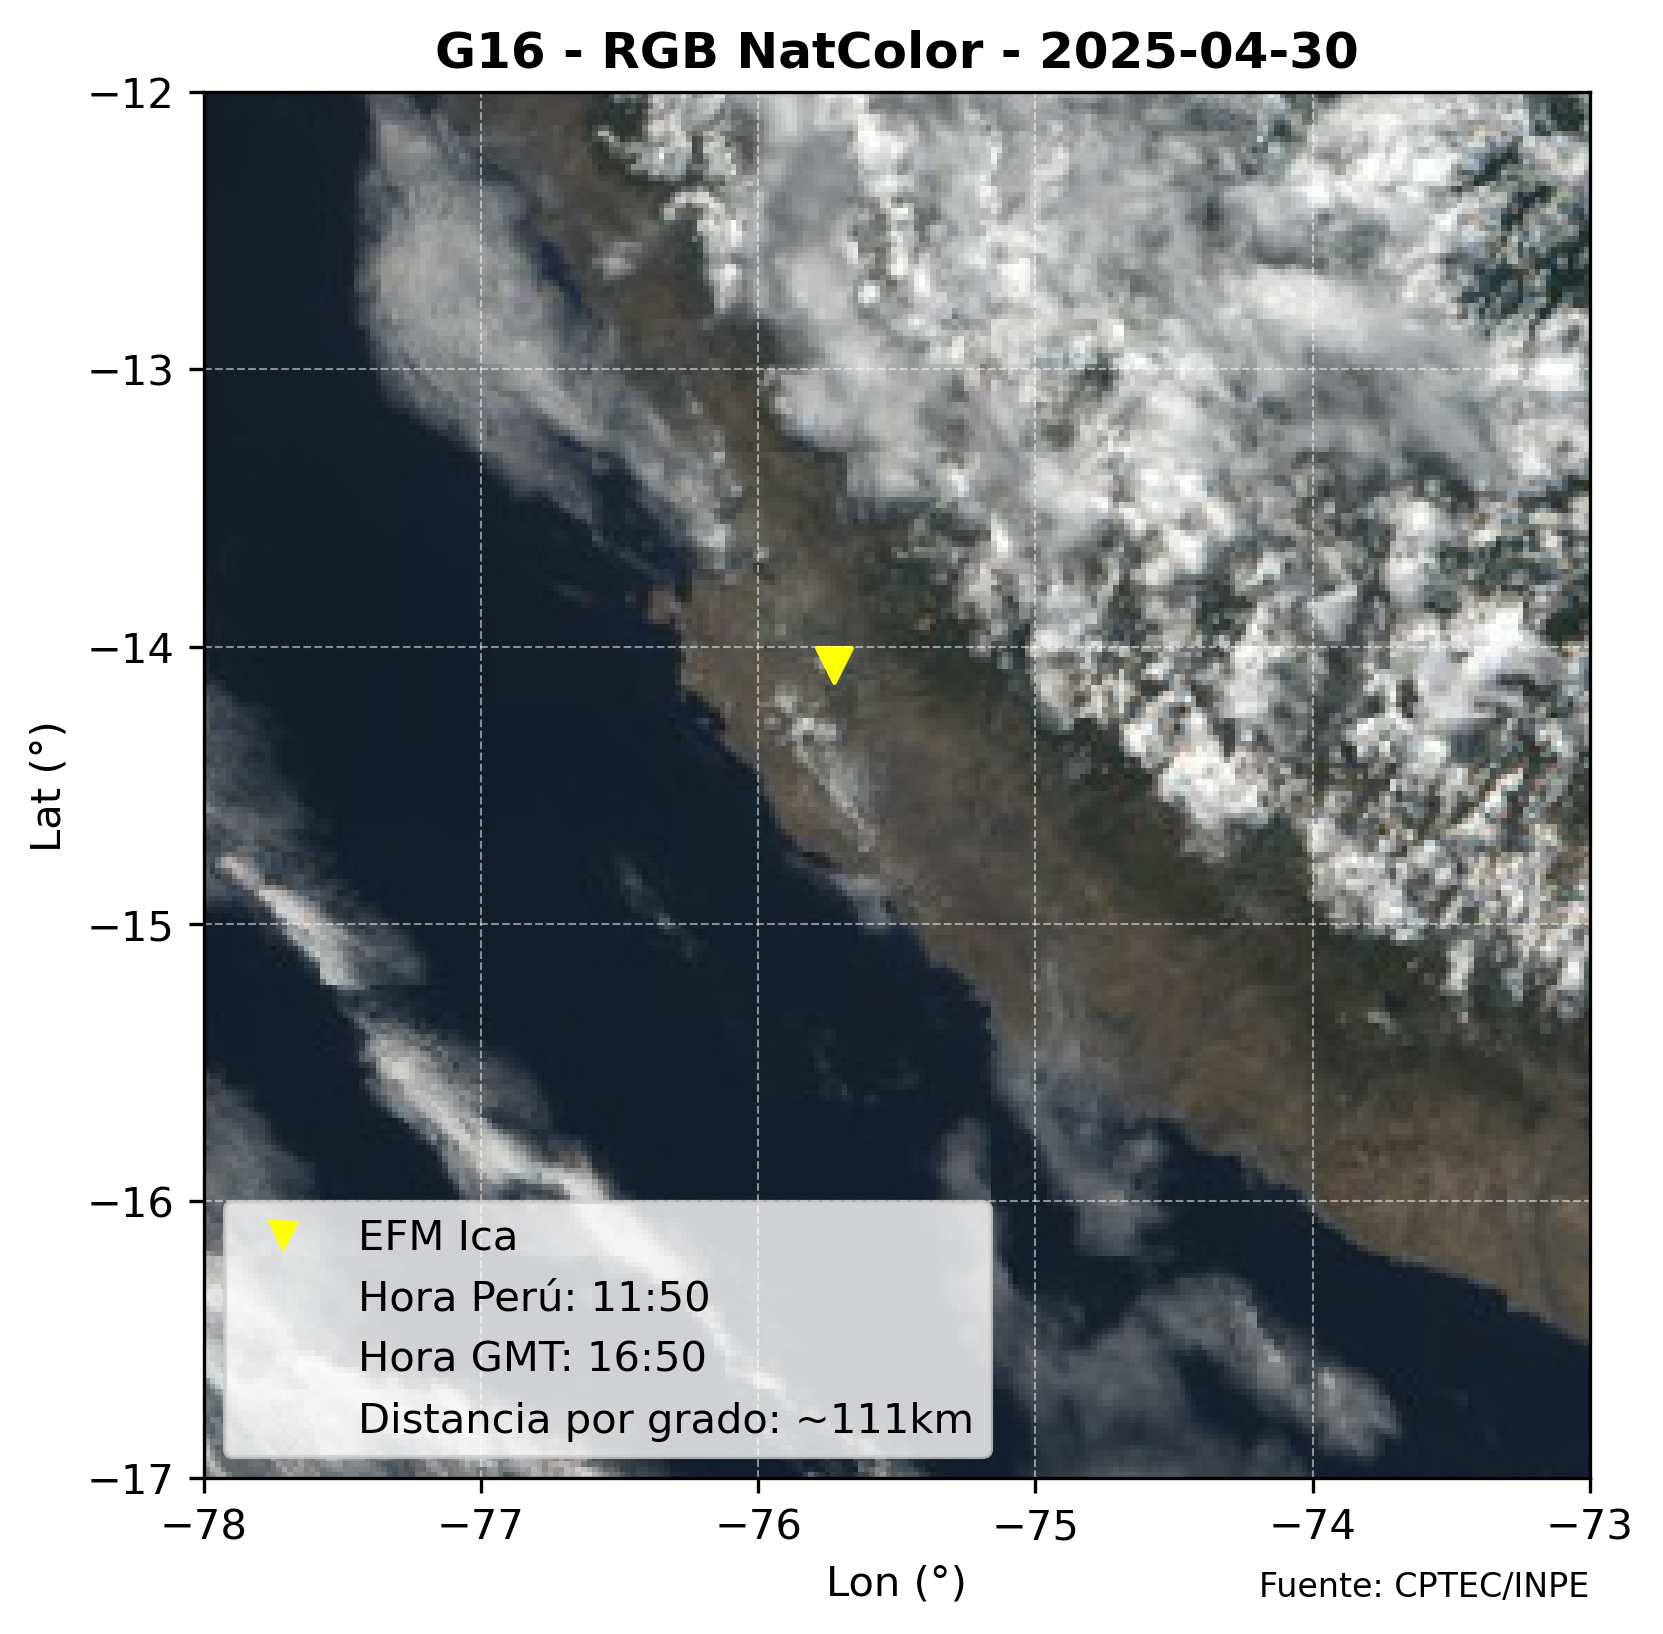 G16 - RGB NatColor - 2025-04-30
−12
−13
−14
−15
−16
−17
Lat (°)
EFM Ica
Hora Perú: 11:50
Hora GMT: 16:50
Distancia por grado: ~111km
−78
−77
−76
−75
−74
−73
Lon (°)
Fuente: CPTEC/INPE